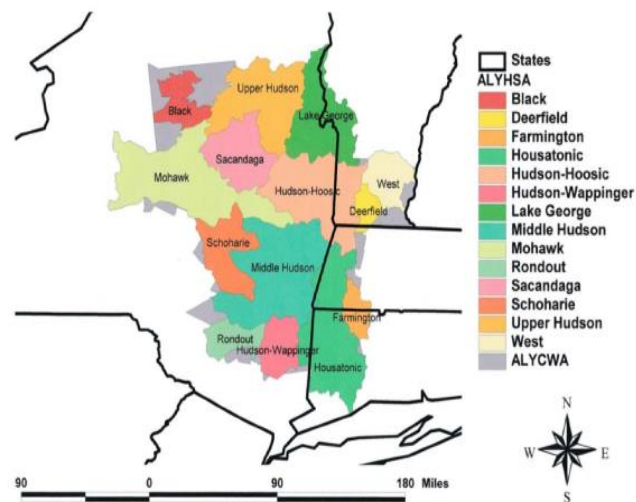 Upper Hudson
Black
Lake George
Sacandaga
Mohawk
Hudson-Hoosic
West
Deerfield
Schoharie
Middle Hudson
Farmington
Rondout
Hudson-Wappinger
Housatonic
States
ALYHSA
Black
Deerfield
Farmington
Housatonic
Hudson-Hoosic
Hudson-Wappinger
Lake George
Middle Hudson
Mohawk
Rondout
Sacandaga
Schoharie
Upper Hudson
West
ALYCWA
N
W E
S
90 0 90 180 Miles